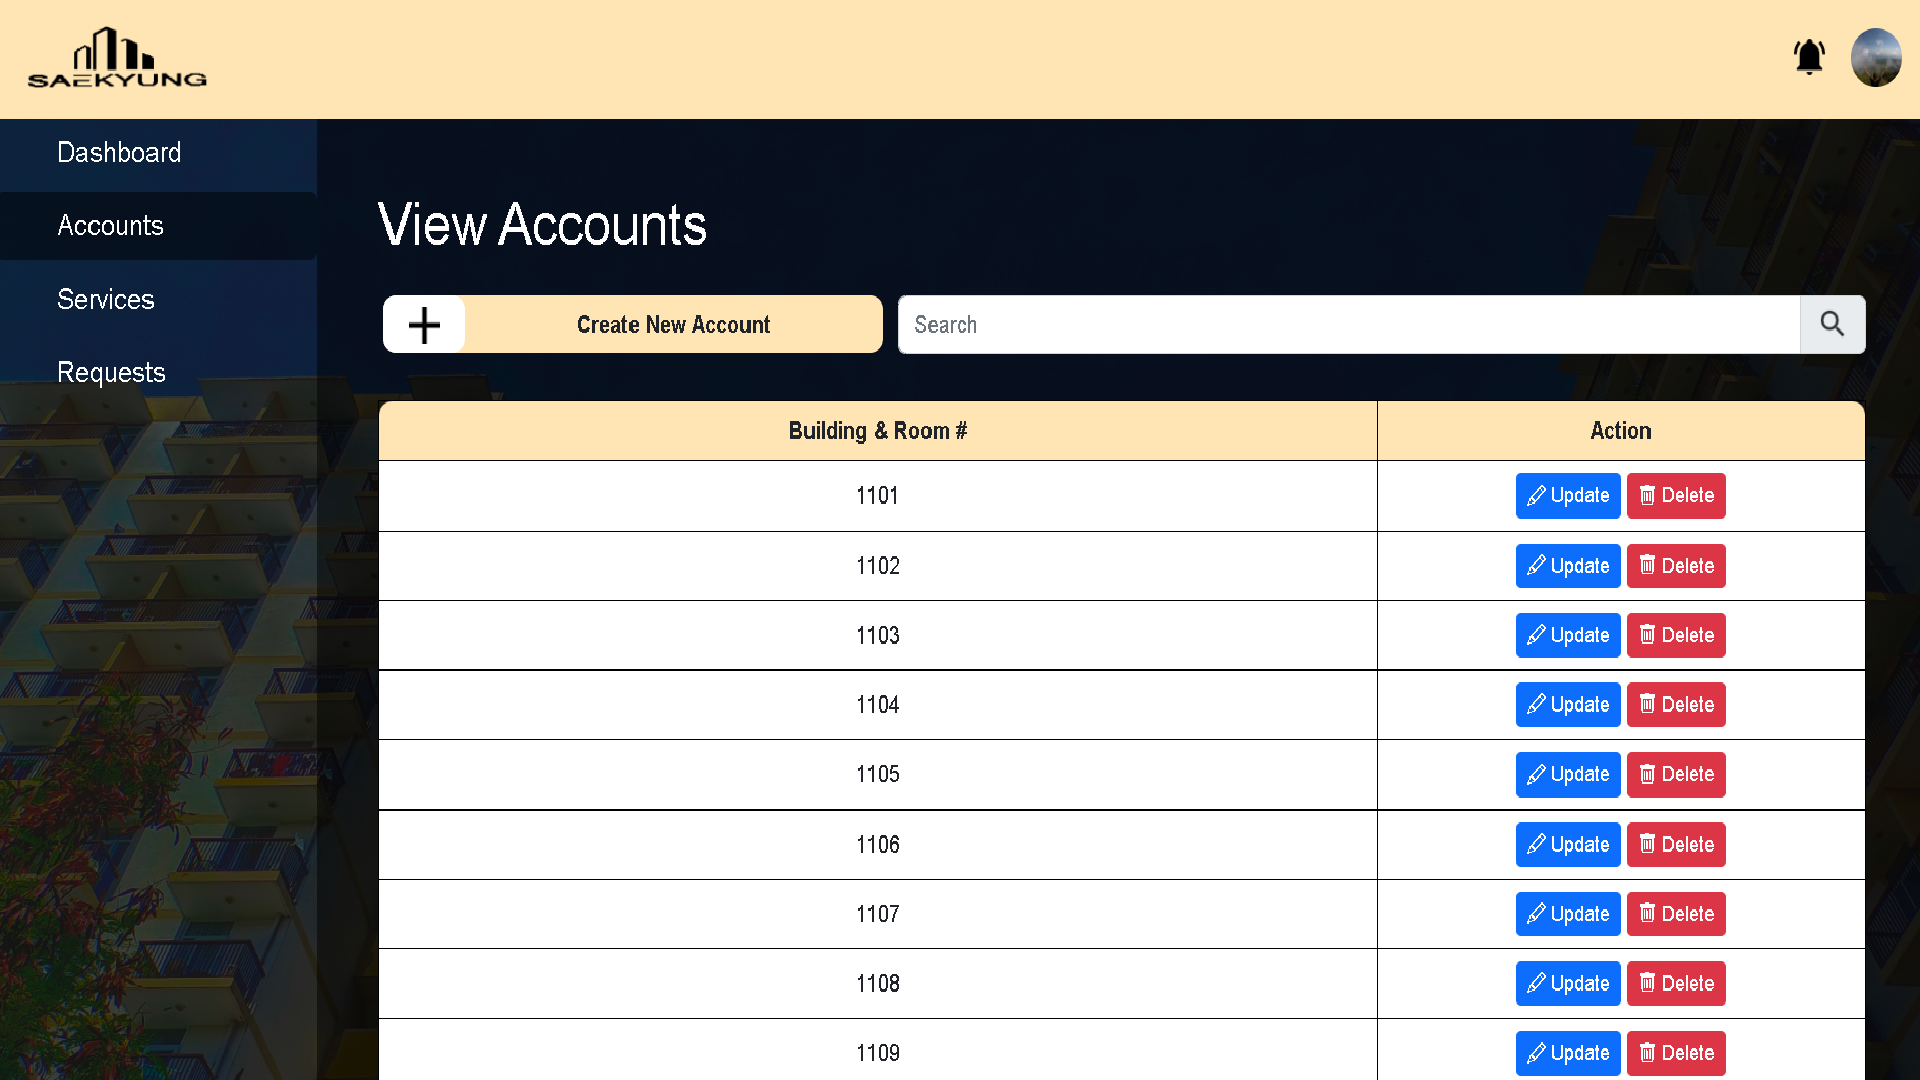 SAEKYUNG
Dashboard
Accounts
Services
Requests
View Accounts
Create New Account
Search
Building & Room # Action
1101 Update Delete
1102 Update Delete
1103 Update Delete
1104 Update Delete
1105 Update Delete
1106 Update Delete
1107 Update Delete
1108 Update Delete
1109 Update Delete